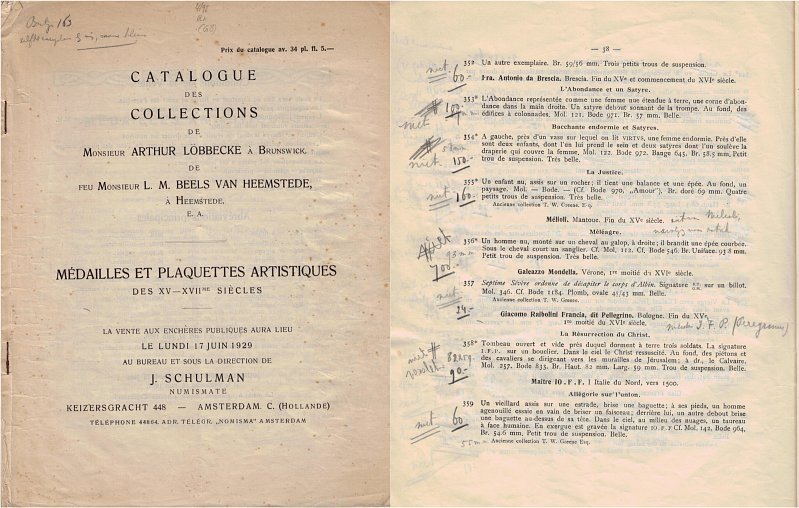 Prix du catalogue av. 34 pl. fl. 5.—
CATALOGUE
DES
COLLECTIONS
DE
MONSIEUR ARTHUR LÖBBECKE À BRUNSWICK.
DE
FEU MONSIEUR L. M. BEELS VAN HEEMSTEDE,
À HEEMSTEDE.
E. A.
MÉDAILLES ET PLAQUETTES ARTISTIQUES
DES XV—XVIIME SIÈCLES
LA VENTE AUX ENCHÈRES PUBLIQUES AURA LIEU
LE LUNDI 17 JUIN 1929
AU BUREAU ET SOUS LA DIRECTION DE
J. SCHULMAN
NUMISMATE
KEIZERSGRACHT 448 — AMSTERDAM. C. (HOLLANDE)
TÉLÉPHONE 44864, ADR. TÉLÉGR. „NOMISMA” AMSTERDAM
— 38 —
352 Un autre exemplaire. Br. 59/56 mm. Trois petits trous de suspension.
60.-
Fra. Antonio da Brescia. Brescia. Fin du XVe et commencement du XVIe siècle.
L'Abondance et un Satyre.
353* L'Abondance représentée comme une femme nue étendue à terre, une corne d'abon-
dance dans la main droite. Un satyre debout sonnant de la trompe. Au fond, des
édifices à colonnades. Mol. 121. Bode 971. Br. 57 mm. Belle.
Bacchante endormie et Satyres.
354* A gauche, près d'un vase sur lequel on lit VIRTVS, une femme endormie. Près d'elle
sont deux enfants, dont l'un lui prend le sein et deux satyres dont l'un soulève la
draperie qui couvre la femme. Mol. 122. Bode 972. Bange 645. Br. 58.5 mm. Petit
trou de suspension. Très belle.
150.-
La Justice.
355* Un enfant nu, assis sur un rocher; il tient une balance et une épée. Au fond, un
paysage. Mol. — Bode. — (Cf. Bode 970, „Amour”), Br. doré 69 mm. Quatre
petits trous de suspension. Très belle.
160.-
Ancienne collection T. W. Greene. Esq.
Mélioli. Mantoue. Fin du XVe siècle.
Méléagre.
356* Un homme nu, monté sur un cheval au galop, à droite; il brandit une épée courbée.
Sous le cheval court un sanglier. Cf. Mol. 112. Cf. Bode 546. Br. Uniface. 93.8 mm.
Petit trou de suspension. Très belle.
93 mm
700.-
Galeazzo Mondella. Vérone, 1re moitié du XVIe siècle.
357 Septime Sévère ordonne de décapiter le corps d'Albin. Signature sur un billot.
Mol. 346. Cf. Bode 1184. Plomb, ovale 45/43 mm. Belle.
Ancienne collection T. W. Greene.
24.-
Giacomo Raibolini Francia, dit Pellegrino. Bologne. Fin du XVe,
1re moitié du XVIe siècle.
La Résurrection du Christ.
358* Tombeau ouvert et vide près duquel dorment à terre trois soldats. La signature
I.F.P. sur un bouclier. Dans le ciel le Christ ressuscité. Au fond, des piétons et
des cavaliers se dirigent vers les murailles de Jérusalem; à dr., le Calvaire,
Mol. 257. Bode 833. Br. Haut. 82 mm. Larg. 59 mm. Trou de suspension. Belle.
90.-
Maître IO. F. F. | Italie du Nord, vers 1500.
Allégorie sur l'union.
359 Un vieillard assis sur une estrade, brise une baguette; à ses pieds, un homme
agenouillé essaie en vain de briser un faisceau; derrière lui, un autre debout brise
une baguette au-dessus de sa tête. Dans le ciel, au milieu des nuages, un taureau
à face humaine. En exergue est gravée la signature IO.F.F Cf. Mol. 142. Bode 964,
Br. 54.6 mm. Petit trou de suspension. Belle.
60
55 mm
Ancienne collection T. W. Greene Esq.